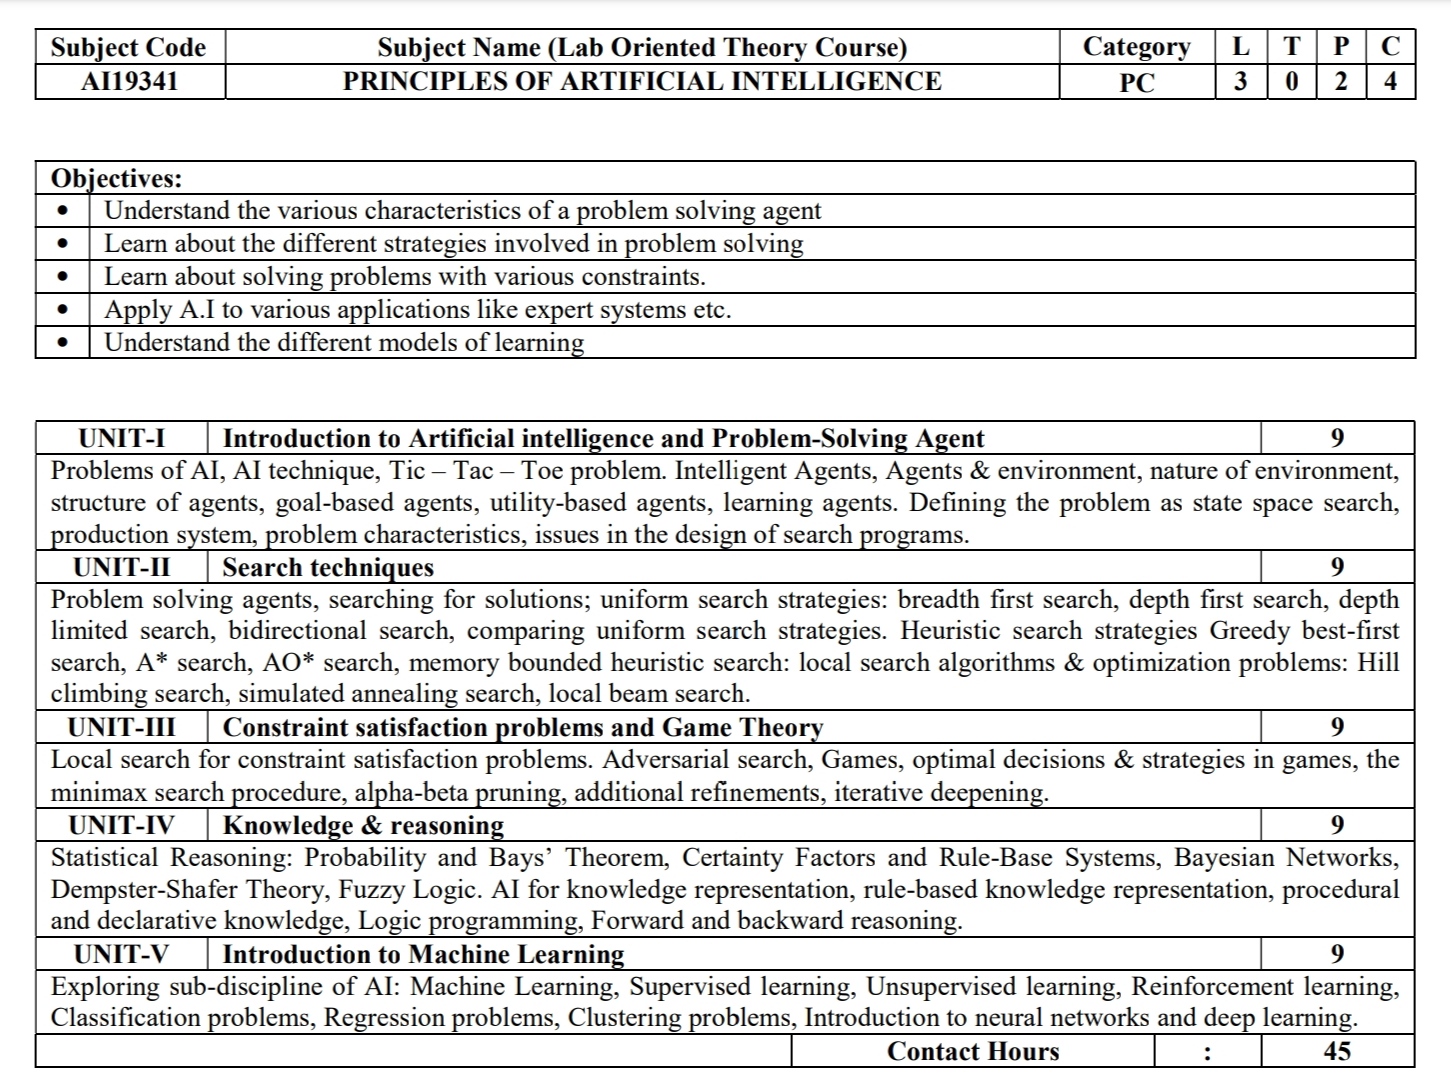 Subject Code Subject Name (Lab Oriented Theory Course) Category L T P C
AI19341 PRINCIPLES OF ARTIFICIAL INTELLIGENCE PC 3 0 2 4
Objectives:
• Understand the various characteristics of a problem solving agent
• Learn about the different strategies involved in problem solving
• Learn about solving problems with various constraints.
• Apply A.I to various applications like expert systems etc.
• Understand the different models of learning
UNIT-I Introduction to Artificial intelligence and Problem-Solving Agent 9
Problems of AI, AI technique, Tic – Tac – Toe problem. Intelligent Agents, Agents & environment, nature of environment,
structure of agents, goal-based agents, utility-based agents, learning agents. Defining the problem as state space search,
production system, problem characteristics, issues in the design of search programs.
UNIT-II Search techniques 9
Problem solving agents, searching for solutions; uniform search strategies: breadth first search, depth first search, depth
limited search, bidirectional search, comparing uniform search strategies. Heuristic search strategies Greedy best-first
search, A* search, AO* search, memory bounded heuristic search: local search algorithms & optimization problems: Hill
climbing search, simulated annealing search, local beam search.
UNIT-III Constraint satisfaction problems and Game Theory 9
Local search for constraint satisfaction problems. Adversarial search, Games, optimal decisions & strategies in games, the
minimax search procedure, alpha-beta pruning, additional refinements, iterative deepening.
UNIT-IV Knowledge & reasoning 9
Statistical Reasoning: Probability and Bays’ Theorem, Certainty Factors and Rule-Base Systems, Bayesian Networks,
Dempster-Shafer Theory, Fuzzy Logic. AI for knowledge representation, rule-based knowledge representation, procedural
and declarative knowledge, Logic programming, Forward and backward reasoning.
UNIT-V Introduction to Machine Learning 9
Exploring sub-discipline of AI: Machine Learning, Supervised learning, Unsupervised learning, Reinforcement learning,
Classification problems, Regression problems, Clustering problems, Introduction to neural networks and deep learning.
Contact Hours : 45